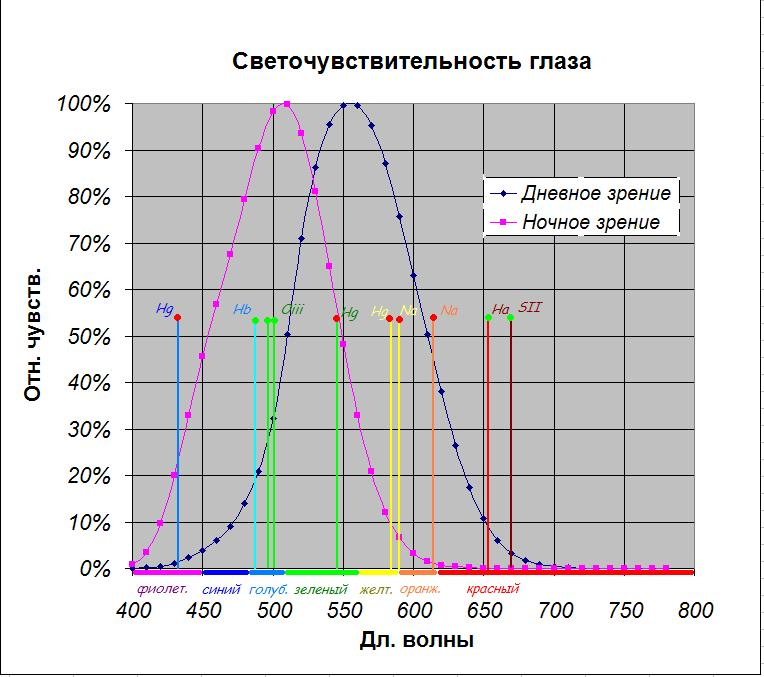 Светочувствительность глаза
100%
90%
80%
70%
60%
50%
40%
30%
20%
10%
0%
Отн. чувств.
Дневное зрение
Ночное зрение
Hg
Hb
Oiii
Hg
Hg
Na
Na
Ha
SII
фиолет. синий голуб. зеленый желт. оранж. красный
400 450 500 550 600 650 700 750 800
Дл. волны